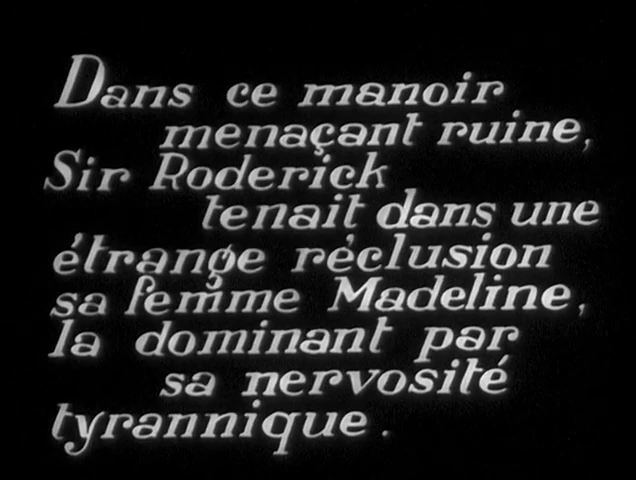 Dans ce manoir
menaçant ruine,
Sir Roderick
tenait dans une
étrange réclusion
sa femme Madeline,
la dominant par
sa nervosité
tyrannique.